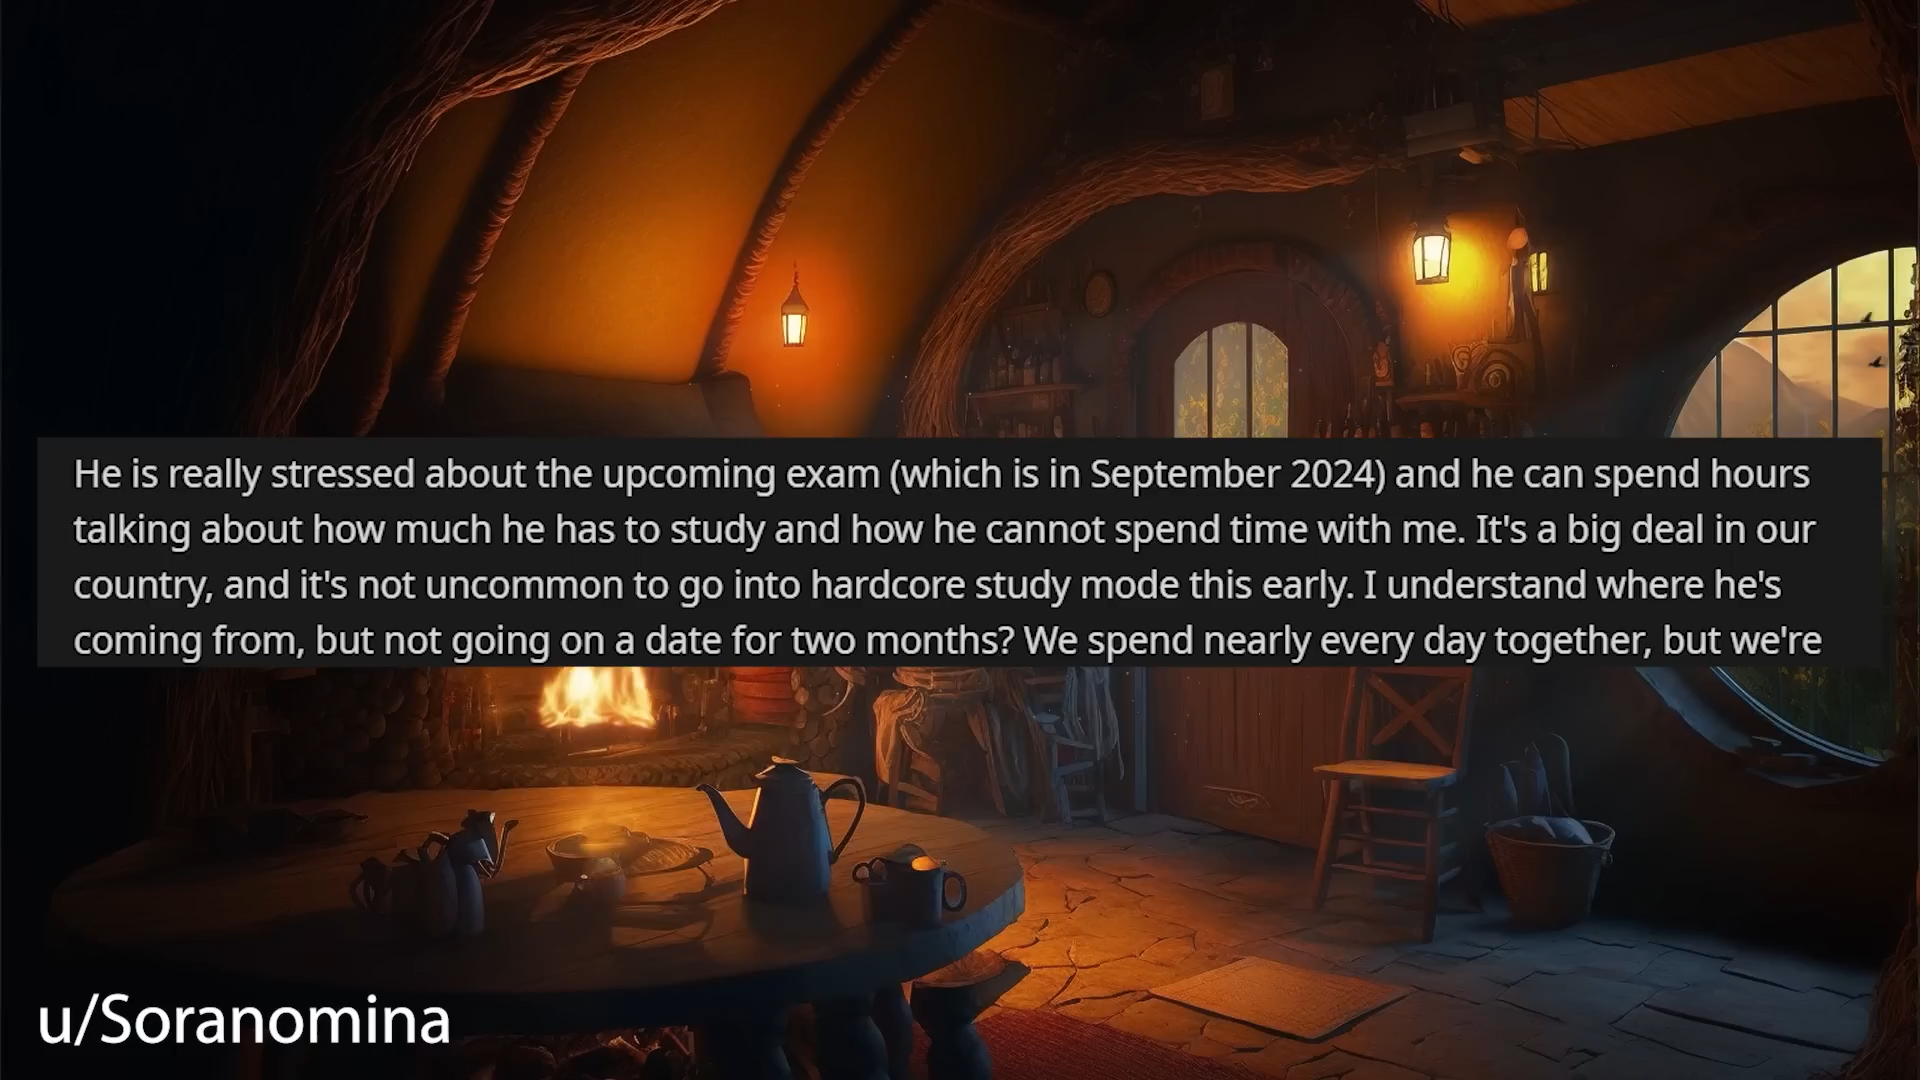 He is really stressed about the upcoming exam (which is in September 2024) and he can spend hours
talking about how much he has to study and how he cannot spend time with me. It's a big deal in our
country, and it's not uncommon to go into hardcore study mode this early. I understand where he's
coming from, but not going on a date for two months? We spend nearly every day together, but we're
u/Soranomina